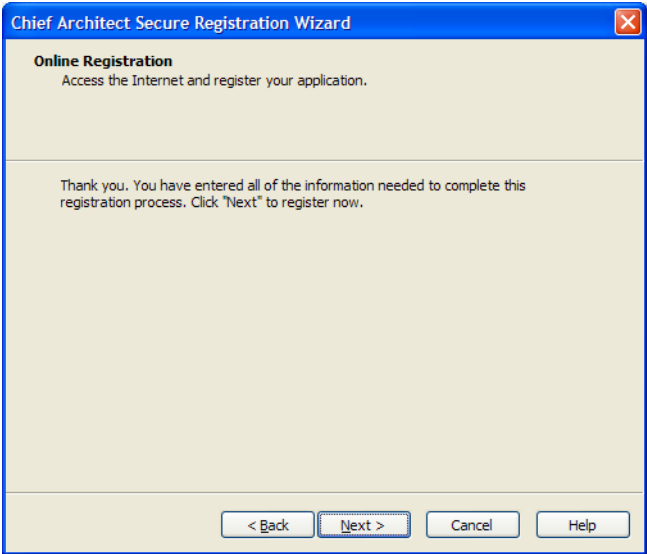 Chief Architect Secure Registration Wizard
Online Registration
Access the Internet and register your application.
Thank you. You have entered all of the information needed to complete this
registration process. Click "Next" to register now.
< Back
Next >
Cancel
Help